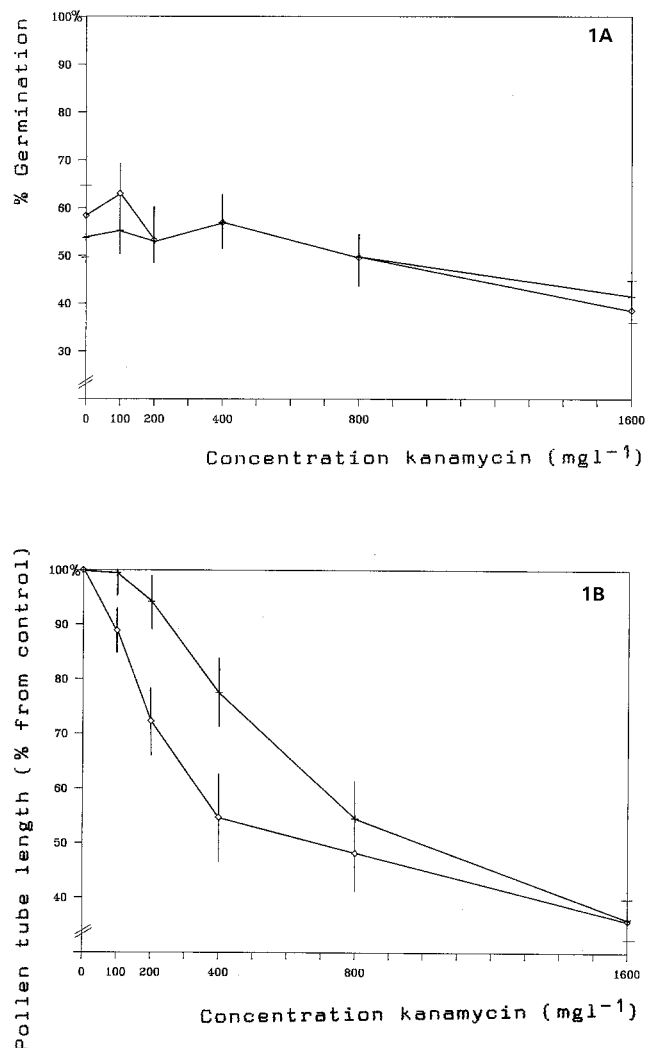 1A
% Germination
100%
90
80
70
60
50
40
30
0 100 200 400 800 1600
Concentration kanamycin (mgl-1)
1B
Pollen tube length (% from control)
100%
90
80
70
60
50
40
0 100 200 400 800 1600
Concentration kanamycin (mgl-1)